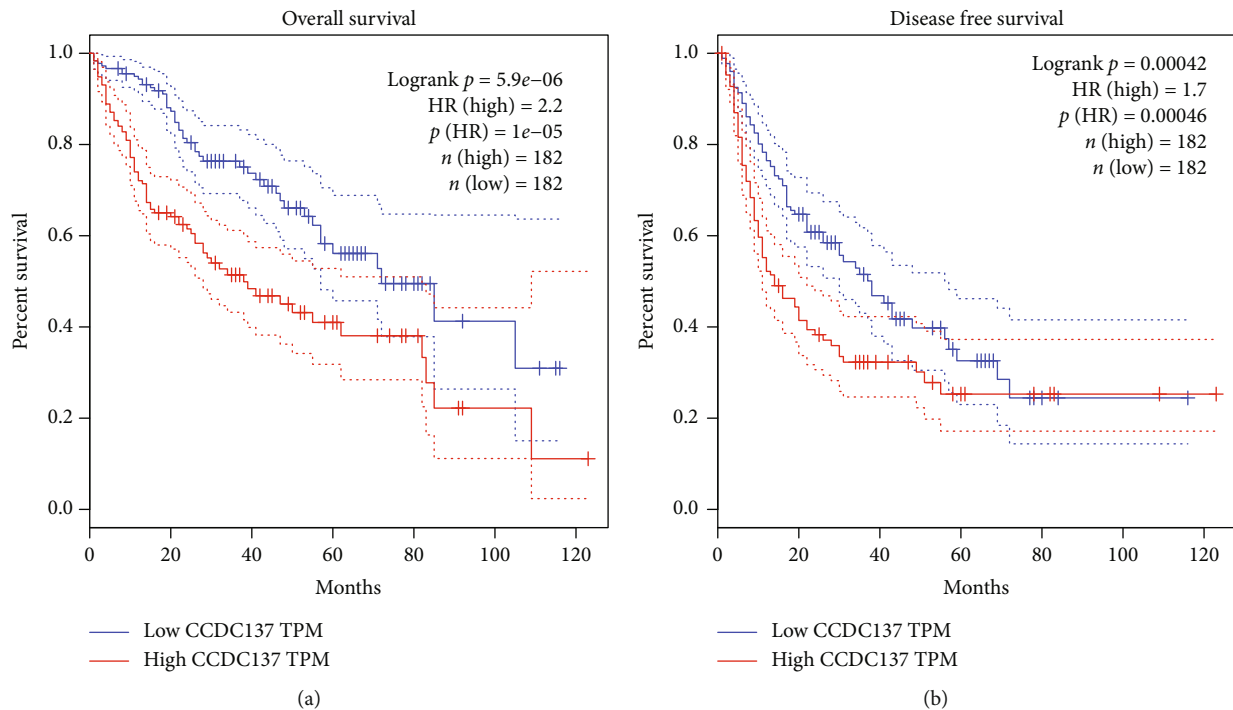 Overall survival
Logrank p = 5.9e−06
HR (high) = 2.2
p (HR) = 1e−05
n (high) = 182
n (low) = 182
Percent survival
1.0
0.8
0.6
0.4
0.2
0.0
0 20 40 60 80 100 120
Months
Low CCDC137 TPM
High CCDC137 TPM
(a)
Disease free survival
Logrank p = 0.00042
HR (high) = 1.7
p (HR) = 0.00046
n (high) = 182
n (low) = 182
Percent survival
1.0
0.8
0.6
0.4
0.2
0.0
0 20 40 60 80 100 120
Months
Low CCDC137 TPM
High CCDC137 TPM
(b)